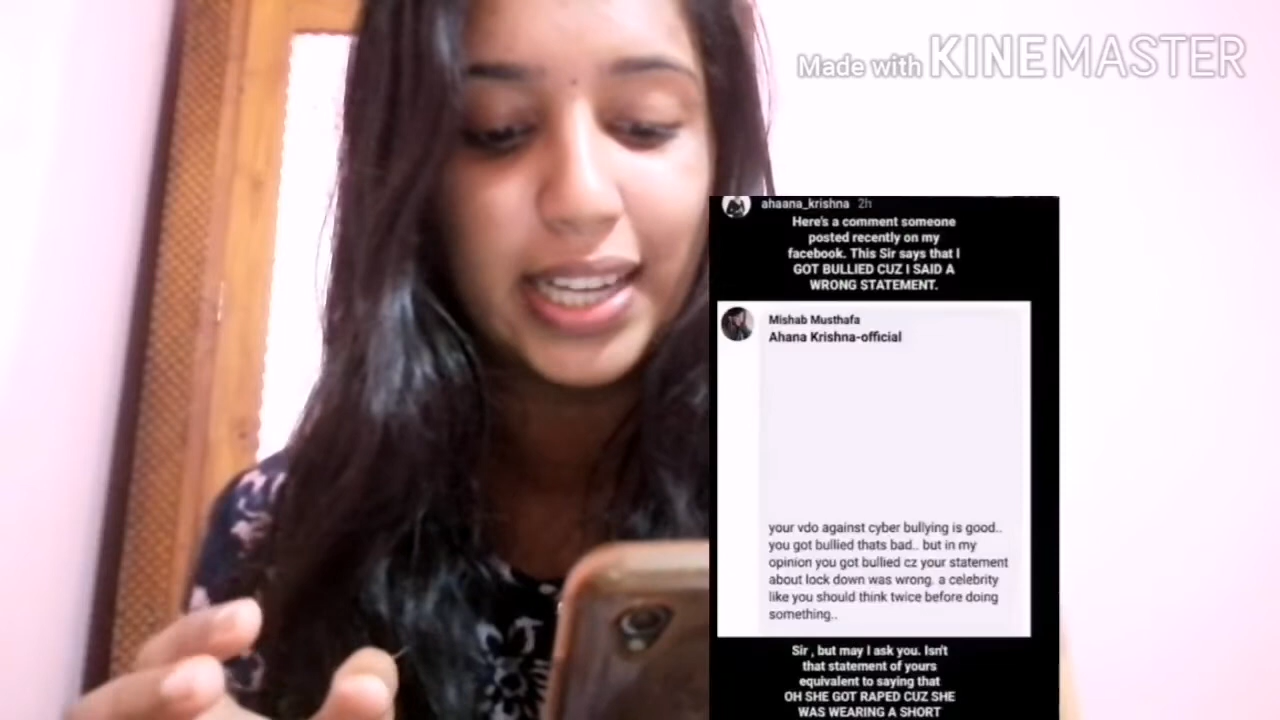 Made with KINEMASTER
ahaana_krishna 2h
Here's a comment someone
posted recently on my
facebook. This Sir says that I
GOT BULLIED CUZ I SAID A
WRONG STATEMENT.
Mishab Musthafa
Ahana Krishna-official
your vdo against cyber bullying is good..
you got bullied thats bad.. but in my
opinion you got bullied cz your statement
about lock down was wrong. a celebrity
like you should think twice before doing
something..
Sir , but may I ask you. Isn't
that statement of yours
equivalent to saying that
OH SHE GOT RAPED CUZ SHE
WAS WEARING A SHORT